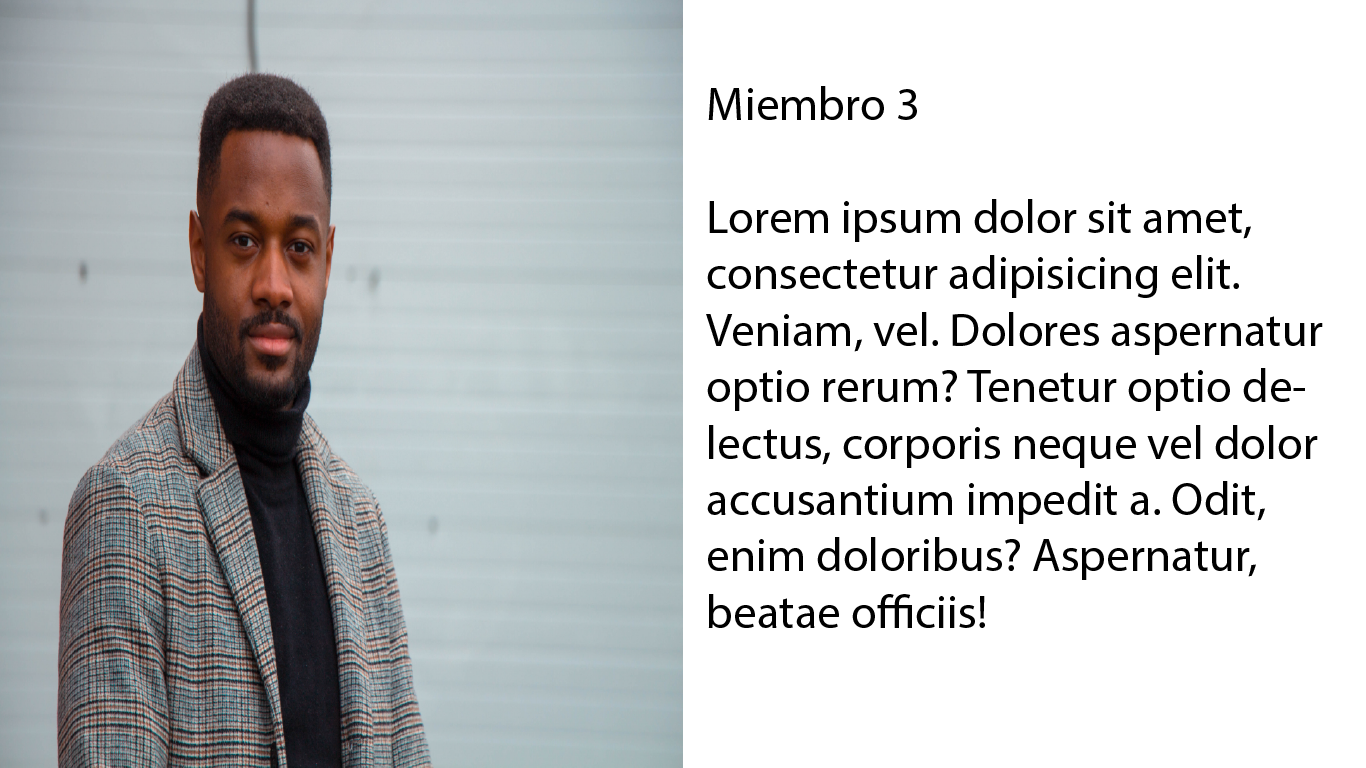 Miembro 3
Lorem ipsum dolor sit amet,
consectetur adipisicing elit.
Veniam, vel. Dolores aspernatur
optio rerum? Tenetur optio de-
lectus, corporis neque vel dolor
accusantium impedit a. Odit,
enim doloribus? Aspernatur,
beatae officiis!